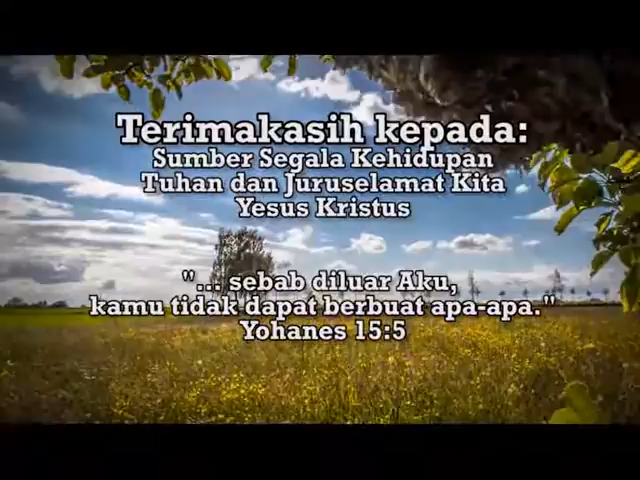 Terimakasih kepada:
Sumber Segala Kehidupan
Tuhan dan Juruselamat Kita
Yesus Kristus
"... sebab diluar Aku,
kamu tidak dapat berbuat apa-apa."
Yohanes 15:5